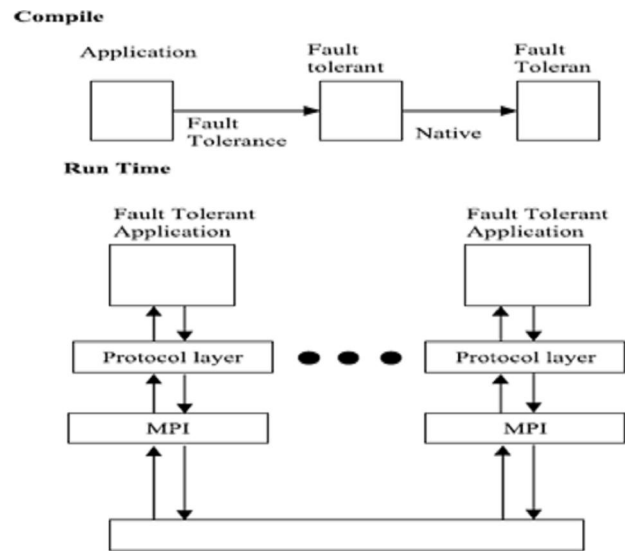 Compile
Application
Fault
tolerant
Fault
Toleran
Fault
Tolerance
Native
Run Time
Fault Tolerant
Application
Fault Tolerant
Application
Protocol layer
Protocol layer
MPI
MPI